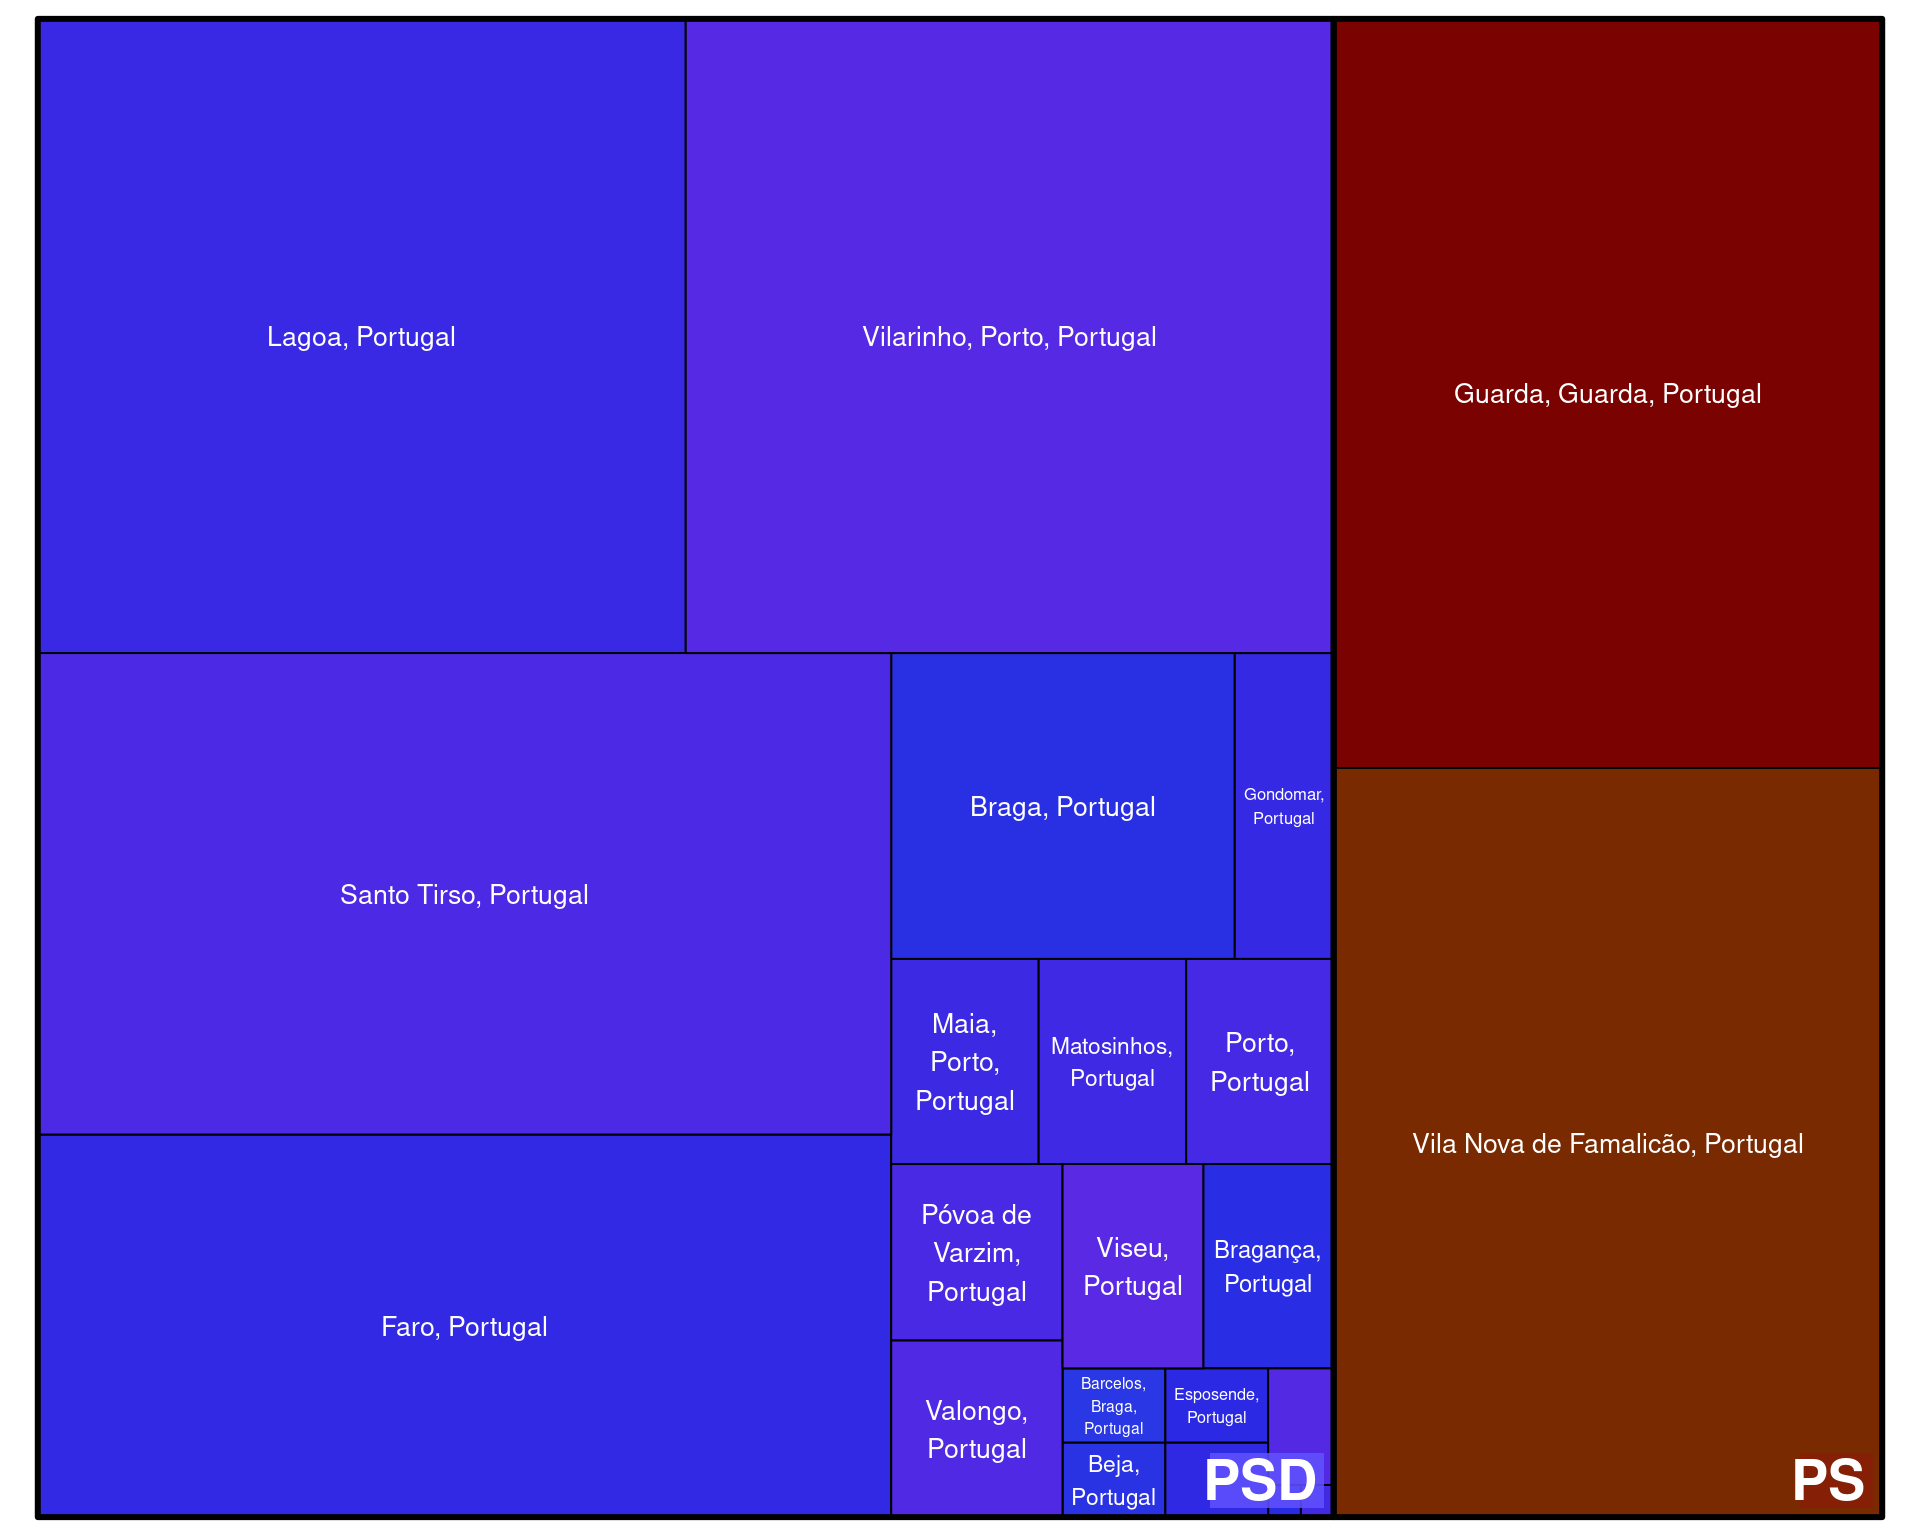 Lagoa, Portugal
Vilarinho, Porto, Portugal
Guarda, Guarda, Portugal
Santo Tirso, Portugal
Braga, Portugal
Gondomar,
Portugal
Maia,
Porto,
Portugal
Matosinhos,
Portugal
Porto,
Portugal
Vila Nova de Famalicão, Portugal
Faro, Portugal
Póvoa de
Varzim,
Portugal
Viseu,
Portugal
Bragança,
Portugal
Valongo,
Portugal
Barcelos,
Braga,
Portugal
Esposende,
Portugal
Beja,
Portugal
PSD
PS